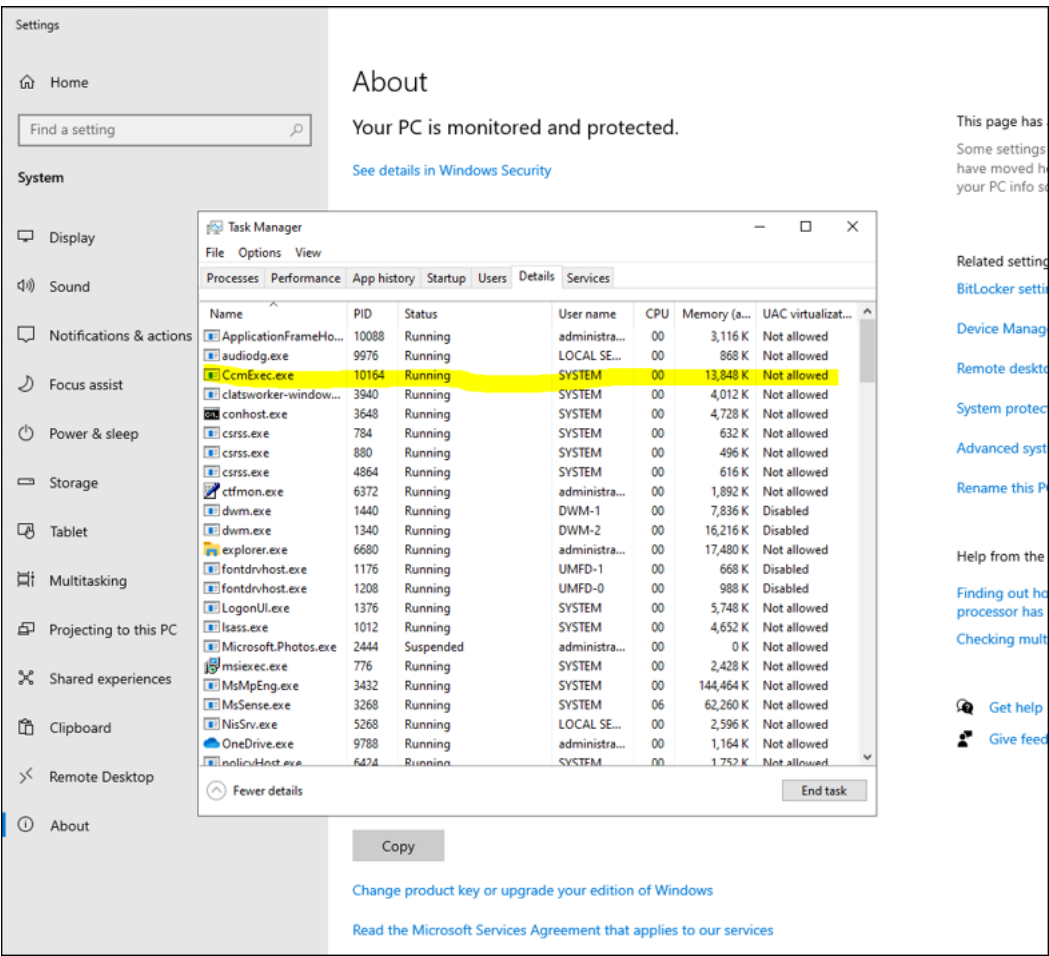 Settings
Home
Find a setting
System
Display
Sound
Notifications & actions
Focus assist
Power & sleep
Storage
Tablet
Multitasking
Projecting to this PC
Shared experiences
Clipboard
Remote Desktop
About
About
Your PC is monitored and protected.
See details in Windows Security
Task Manager
File Options View
Processes Performance App history Startup Users Details Services
Name PID Status User name CPU Memory (a... UAC virtualizat...
ApplicationFrameHo... 10088 Running administra... 00 3,116 K Not allowed
audiodg.exe 9976 Running LOCAL SE... 00 868 K Not allowed
CcmExec.exe 10164 Running SYSTEM 00 13,848 K Not allowed
clatsworker-window... 3940 Running SYSTEM 00 4,012 K Not allowed
conhost.exe 3648 Running SYSTEM 00 4,728 K Not allowed
csrss.exe 784 Running SYSTEM 00 632 K Not allowed
csrss.exe 880 Running SYSTEM 00 496 K Not allowed
csrss.exe 4864 Running SYSTEM 00 616 K Not allowed
ctfmon.exe 6372 Running administra... 00 1,892 K Not allowed
dwm.exe 1440 Running DWM-1 00 7,836 K Disabled
dwm.exe 1340 Running DWM-2 00 16,216 K Disabled
explorer.exe 6680 Running administra... 00 17,480 K Not allowed
fontdrvhost.exe 1176 Running UMFD-1 00 668 K Disabled
fontdrvhost.exe 1208 Running UMFD-0 00 988 K Disabled
LogonUI.exe 1376 Running SYSTEM 00 5,748 K Not allowed
lsass.exe 1012 Running SYSTEM 00 4,652 K Not allowed
Microsoft.Photos.exe 2444 Suspended administra... 00 0 K Not allowed
msiexec.exe 776 Running SYSTEM 00 2,428 K Not allowed
MsMpEng.exe 3432 Running SYSTEM 00 144,464 K Not allowed
MsSense.exe 3268 Running SYSTEM 06 62,260 K Not allowed
NisSrv.exe 5268 Running LOCAL SE... 00 2,596 K Not allowed
OneDrive.exe 9788 Running administra... 00 1,164 K Not allowed
policyHost.exe 6424 Running SYSTEM 00 1,752 K Not allowed
Fewer details End task
Copy
Change product key or upgrade your edition of Windows
Read the Microsoft Services Agreement that applies to our services
This page has
Some settings
have moved
your PC info
Related setting
BitLocker
Device
Remote
System
Advanced
Rename this
Help from the
Finding out
processor has
Checking
Get help
Give